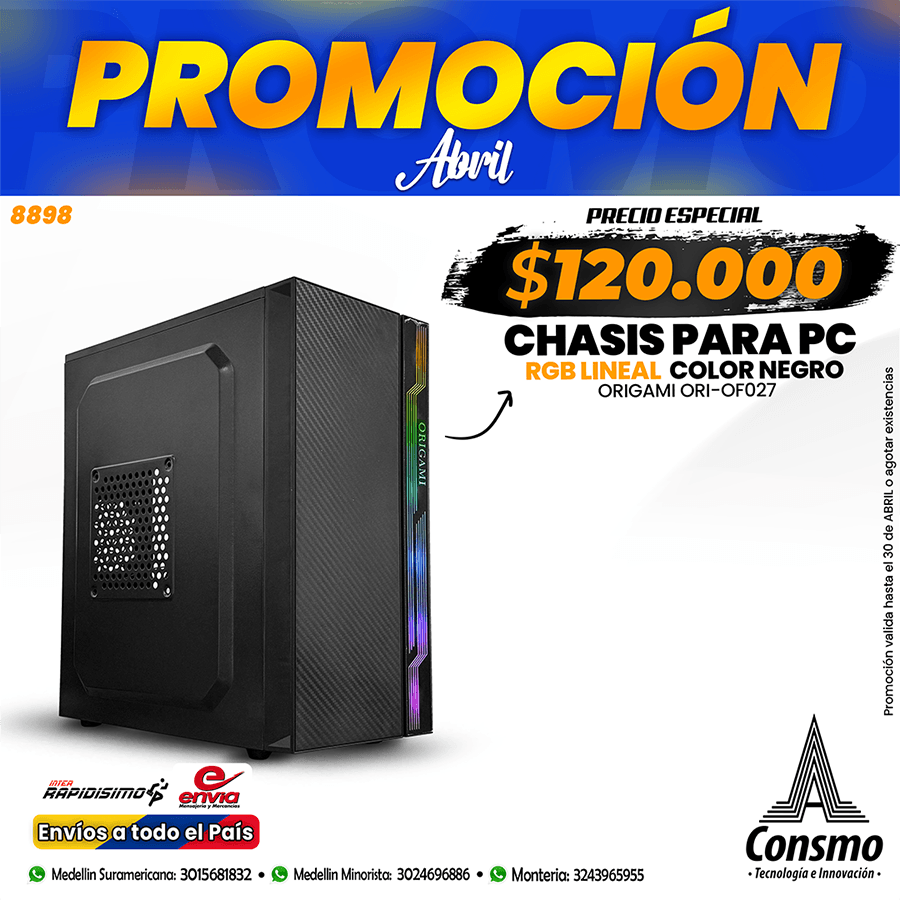 PROMOCIÓN
Abril
8898
PRECIO ESPECIAL
$120.000
CHASIS PARA PC
RGB LINEAL COLOR NEGRO
ORIGAMI ORI-OF027
ORIGAMI
Promoción valida hasta el 30 de ABRIL o agotar existencias
INTER
RAPIDISIMO
e
envía
Mensajería y Mercancías
Envíos a todo el País
Consmo
• Tecnología e Innovación •
Medellin Suramericana: 3015681832 • Medellin Minorista: 3024696886 • Monteria: 3243965955